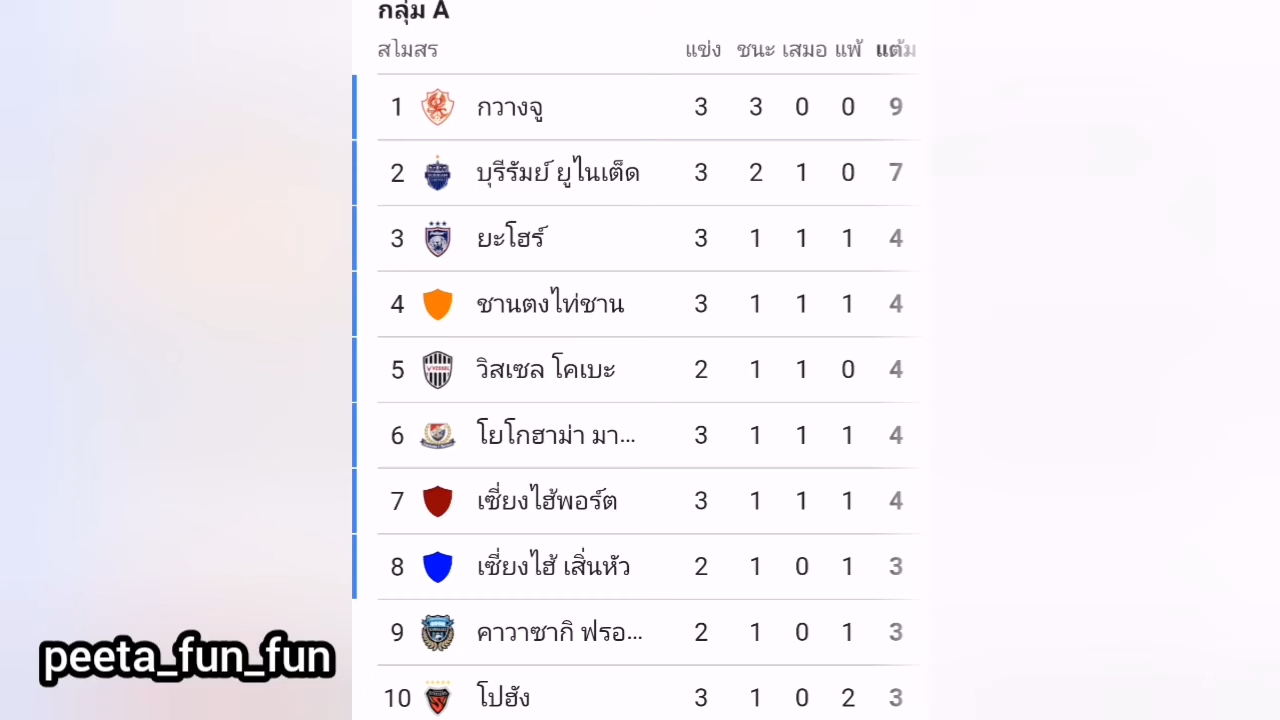 กลุ่ม A
สโมสร แข่ง ชนะ เสมอ แพ้ แต้ม
1 กวางจู 3 3 0 0 9
2 บุรีรัมย์ ยูไนเต็ด 3 2 1 0 7
3 ยะโฮร์ 3 1 1 1 4
4 ชานตงไท่ชาน 3 1 1 1 4
5 วิสเซล โคเบะ 2 1 1 0 4
6 โยโกฮาม่า มา... 3 1 1 1 4
7 เซี่ยงไฮ้พอร์ต 3 1 1 1 4
8 เซี่ยงไฮ้ เสิ่นหัว 2 1 0 1 3
9 คาวาซากิ ฟรอ... 2 1 0 1 3
10 โปฮัง 3 1 0 2 3
peeta_fun_fun